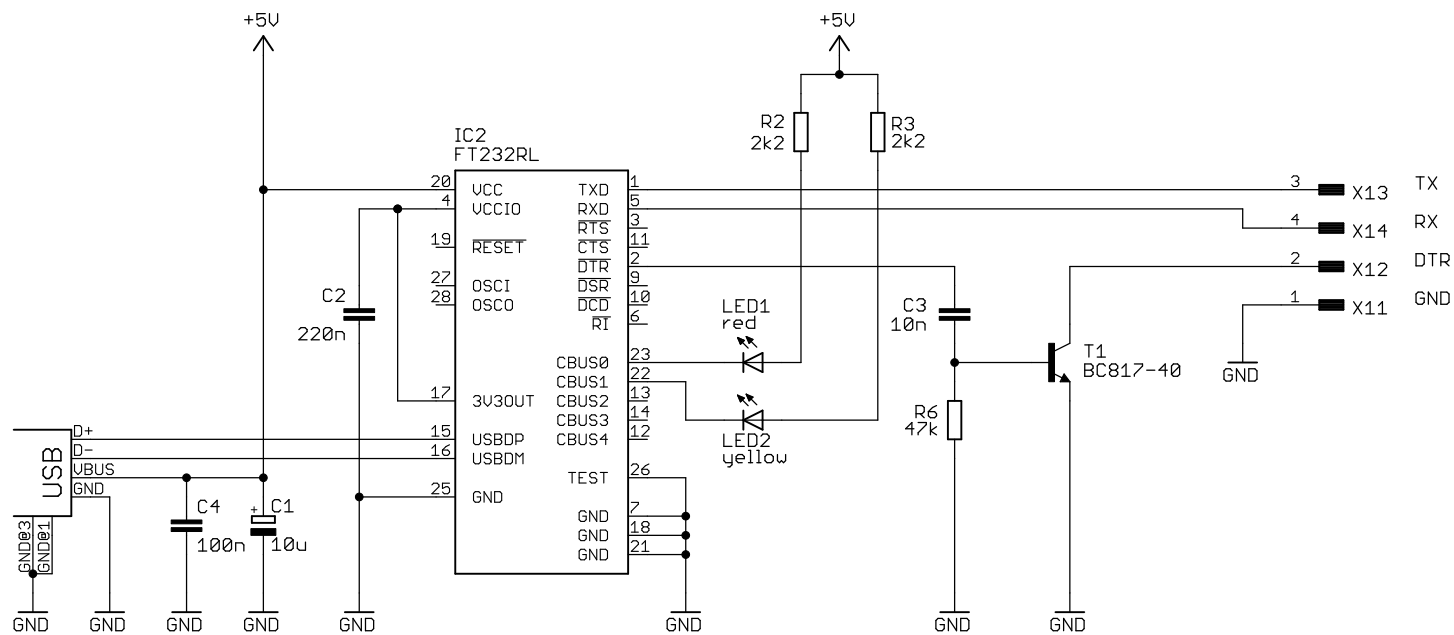 +5V
+5V
IC2
FT232RL
R2
2k2
R3
2k2
20 VCC TXD 1
4 VCCIO RXD 5
RTS 3
19 RESET CTS 11
DTR 2
27 OSCI DSR 9
28 OSCO DCD 10
RI 6
CBUS0 23
CBUS1 22
17 3V3OUT CBUS2 13
CBUS3 14
15 USBDP CBUS4 12
16 USBDM
TEST 26
25 GND
GND 7
GND 18
GND 21
3 X13 TX
4 X14 RX
2 X12 DTR
1 X11 GND
C2
220n
LED1
red
LED2
yellow
C3
10n
T1
BC817-40
GND
R6
47k
USB
D+
D-
VBUS
GND
GND@3
GND@1
C4
100n
+
C1
10u
GND
GND
GND
GND
GND
GND
GND
GND